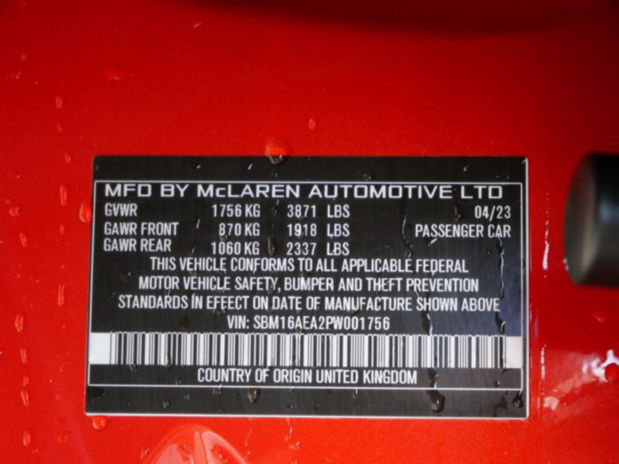 MFD BY McLAREN AUTOMOTIVE LTD
GVWR 1756 KG 3871 LBS 04/23
GAWR FRONT 870 KG 1918 LBS PASSENGER CAR
GAWR REAR 1060 KG 2337 LBS
THIS VEHICLE CONFORMS TO ALL APPLICABLE FEDERAL
MOTOR VEHICLE SAFETY, BUMPER AND THEFT PREVENTION
STANDARDS IN EFFECT ON DATE OF MANUFACTURE SHOWN ABOVE
VIN: SBM16AEA2PW001756
COUNTRY OF ORIGIN UNITED KINGDOM